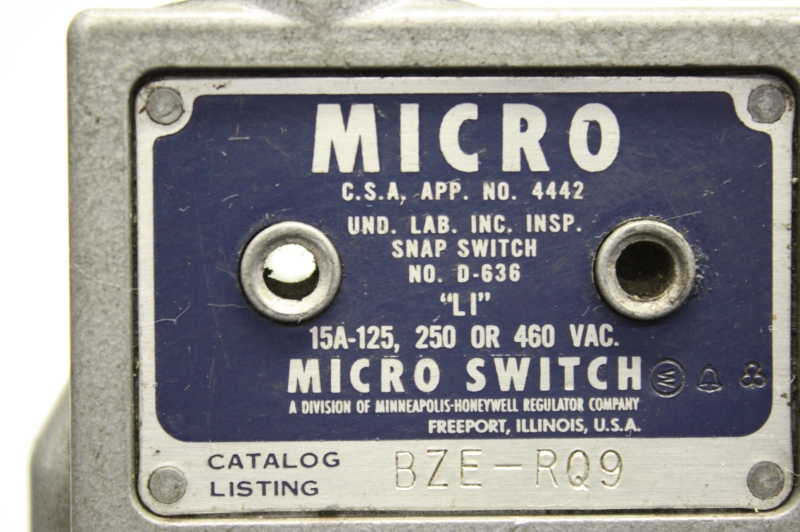 MICRO
C.S.A, APP. NO. 4442
UND. LAB. INC. INSP.
SNAP SWITCH
NO. D-636
"LI"
15A-125, 250 OR 460 VAC.
MICRO SWITCH W
A DIVISION OF MINNEAPOLIS-HONEYWELL REGULATOR COMPANY
FREEPORT, ILLINOIS, U.S.A.
CATALOG LISTING BZE-RQ9